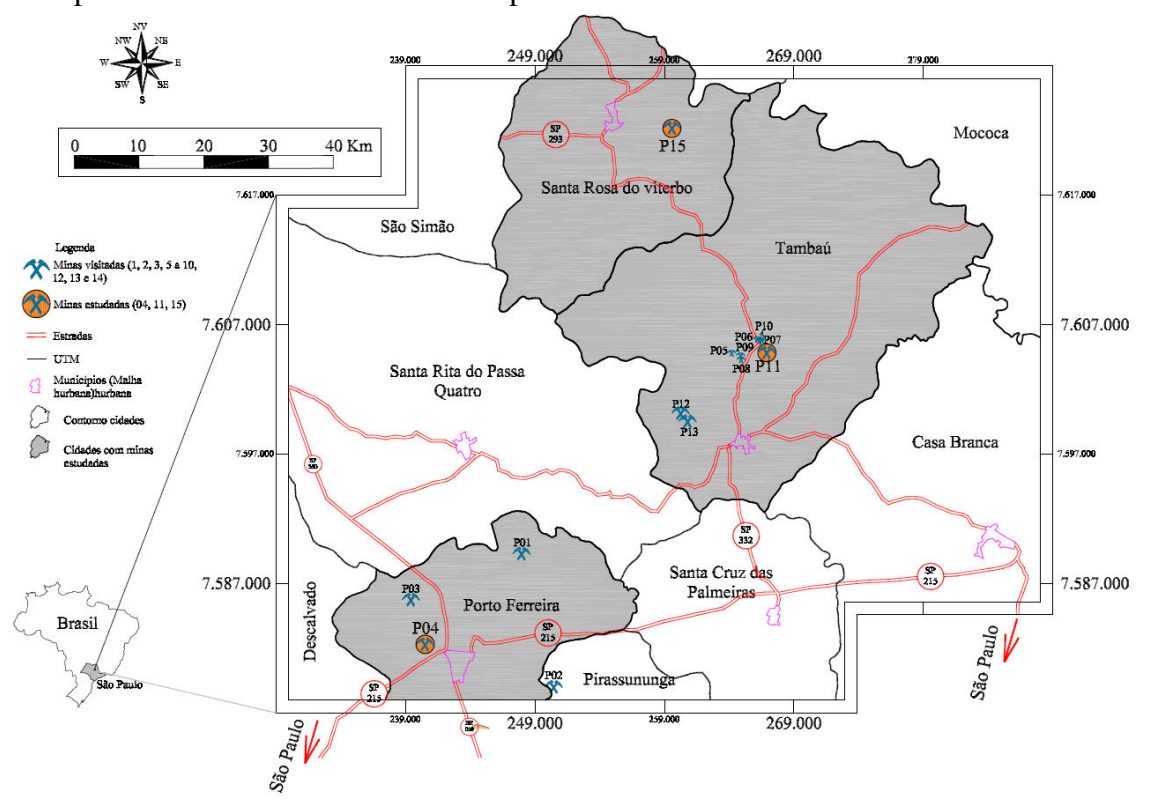 NV
NW
NE
W
E
SW
SE
S
0 10 20 30 40 Km
239.000
249.000
259.000
269.000
279.000
Mococa
SP
293
P15
Santa Rosa do viterbo
7.617.000
7.617.000
São Simão
Tambaú
Legenda
Minas visitadas (1, 2, 3, 5 a 10,
12, 13 e 14)
Minas estudadas (04, 11, 15)
Estradas
UTM
Municípios (Malha
hurbana)hurbana
Contorno cidades
Cidades com minas
estudadas
7.607.000
7.607.000
P10
P06
P07
P09
P05
P08
P11
Santa Rita do Passa
Quatro
P12
P13
Casa Branca
7.597.000
7.597.000
SP
332
P01
7.587.000
7.587.000
Santa Cruz das
Palmeiras
SP
215
P03
Porto Ferreira
Descalvado
P04
SP
215
P02
Pirassununga
SP
215
Brasil
São Paulo
São Paulo
São Paulo
239.000
249.000
259.000
269.000